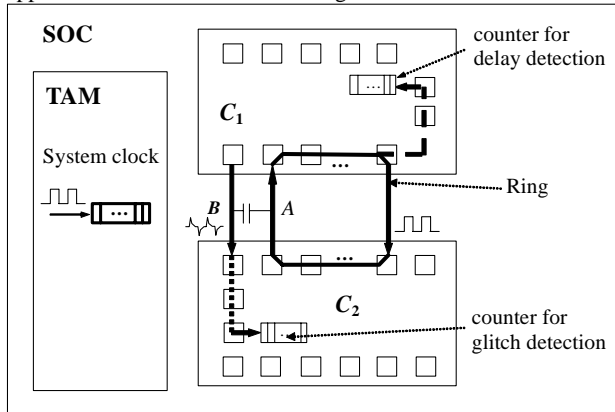 SOC
counter for
delay detection
TAM
C1
...
System clock
...
...
Ring
B
A
...
C2
counter for
glitch detection
...